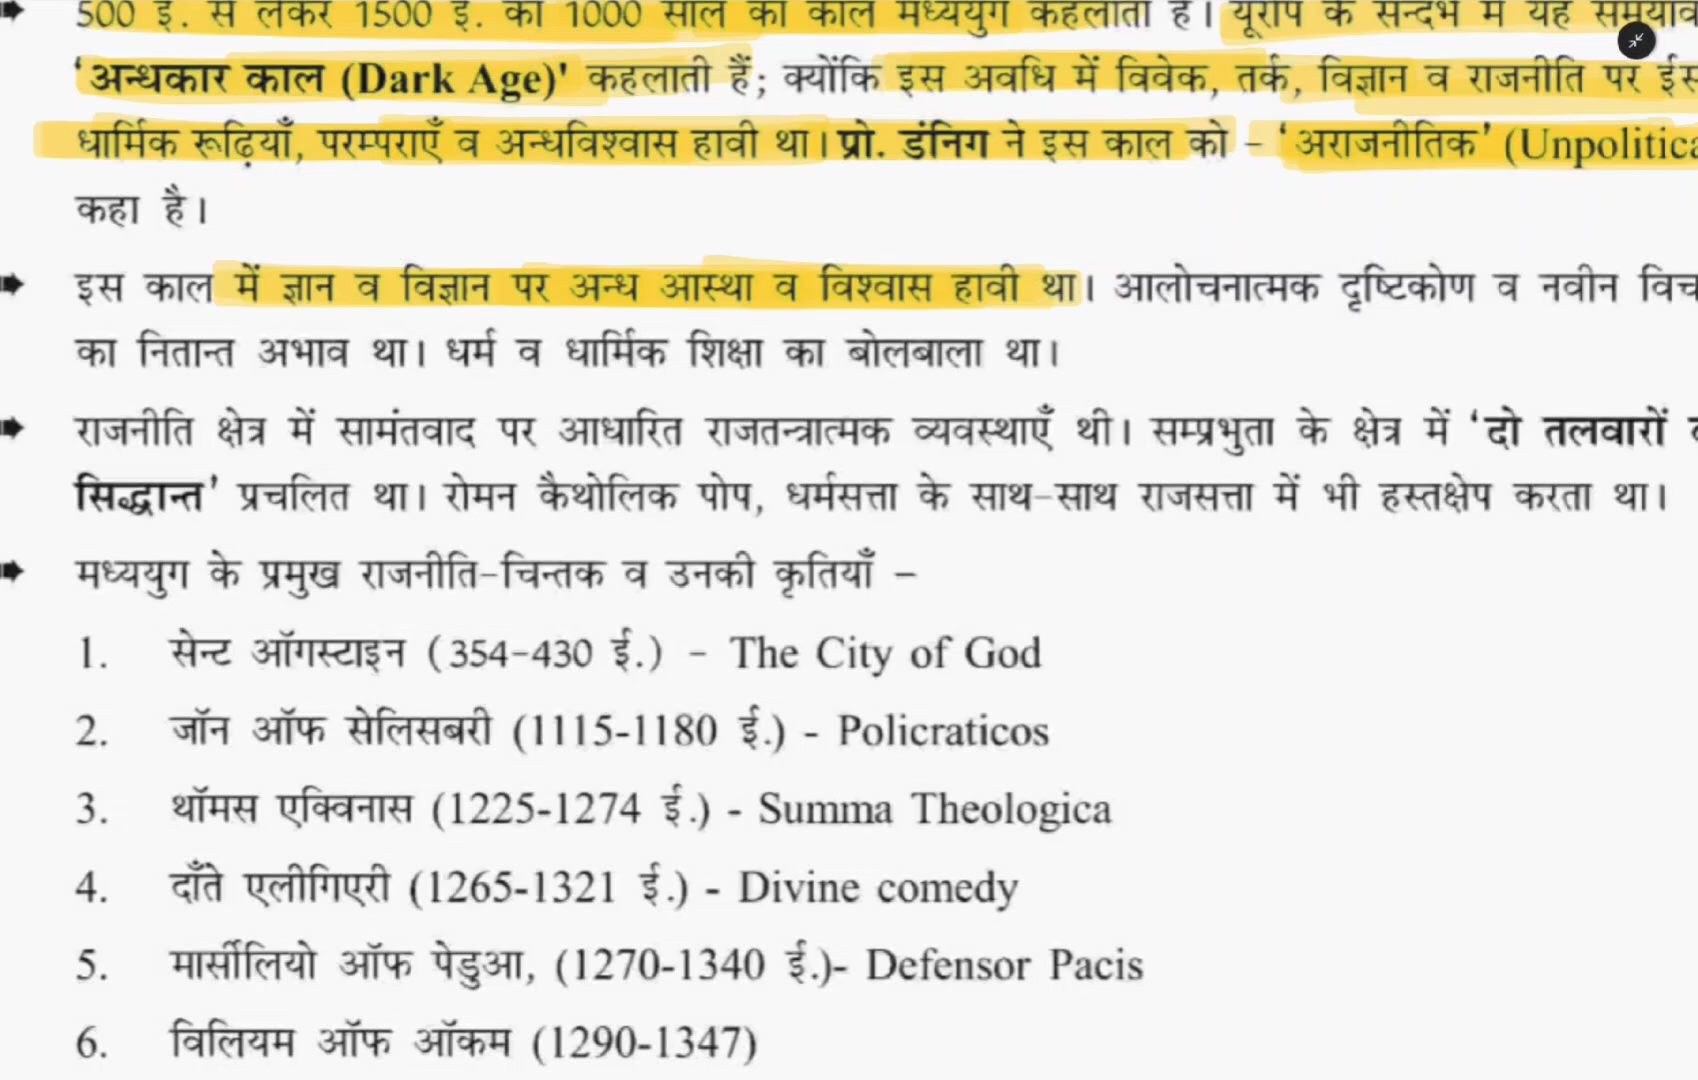 500 ई. से लेकर 1500 ई. का 1000 साल का काल मध्ययुग कहलाता है। यूरोप के सन्दर्भ में यह
'अन्धकार काल (Dark Age)' कहलाती हैं; क्योंकि इस अवधि में विवेक, तर्क, विज्ञान व राजनीति पर
धार्मिक रूढ़ियाँ, परम्पराएँ व अन्धविश्वास हावी था। प्रो. डंनिग ने इस काल को – 'अराजनीतिक' (Unpolitica
कहा है।
इस काल में ज्ञान व विज्ञान पर अन्ध आस्था व विश्वास हावी था। आलोचनात्मक दृष्टिकोण व नवीन विच
का नितान्त अभाव था। धर्म व धार्मिक शिक्षा का बोलबाला था।
राजनीति क्षेत्र में सामंतवाद पर आधारित राजतन्त्रात्मक व्यवस्थाएँ थी। सम्प्रभुता के क्षेत्र में 'दो तलवारों
सिद्धान्त' प्रचलित था। रोमन कैथोलिक पोप, धर्मसत्ता के साथ-साथ राजसत्ता में भी हस्तक्षेप करता था।
मध्ययुग के प्रमुख राजनीति-चिन्तक व उनकी कृतियाँ –
1. सेन्ट ऑगस्टाइन (354-430 ई.) - The City of God
2. जॉन ऑफ सेलिसबरी (1115-1180 ई.) - Policraticos
3. थॉमस एक्विनास (1225-1274 ई.) - Summa Theologica
4. दाँते एलीगिएरी (1265-1321 ई.) - Divine comedy
5. मार्सीलियो ऑफ पेडुआ, (1270-1340 ई.)- Defensor Pacis
6. विलियम ऑफ ऑकम (1290-1347)